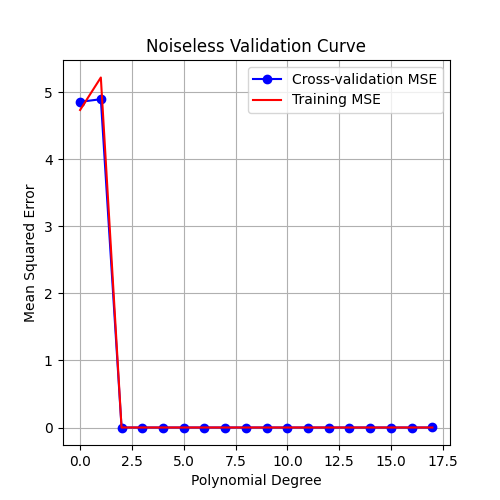 Noiseless Validation Curve
Cross-validation MSE
Training MSE
Mean Squared Error
5
4
3
2
1
0
0.0 2.5 5.0 7.5 10.0 12.5 15.0 17.5
Polynomial Degree